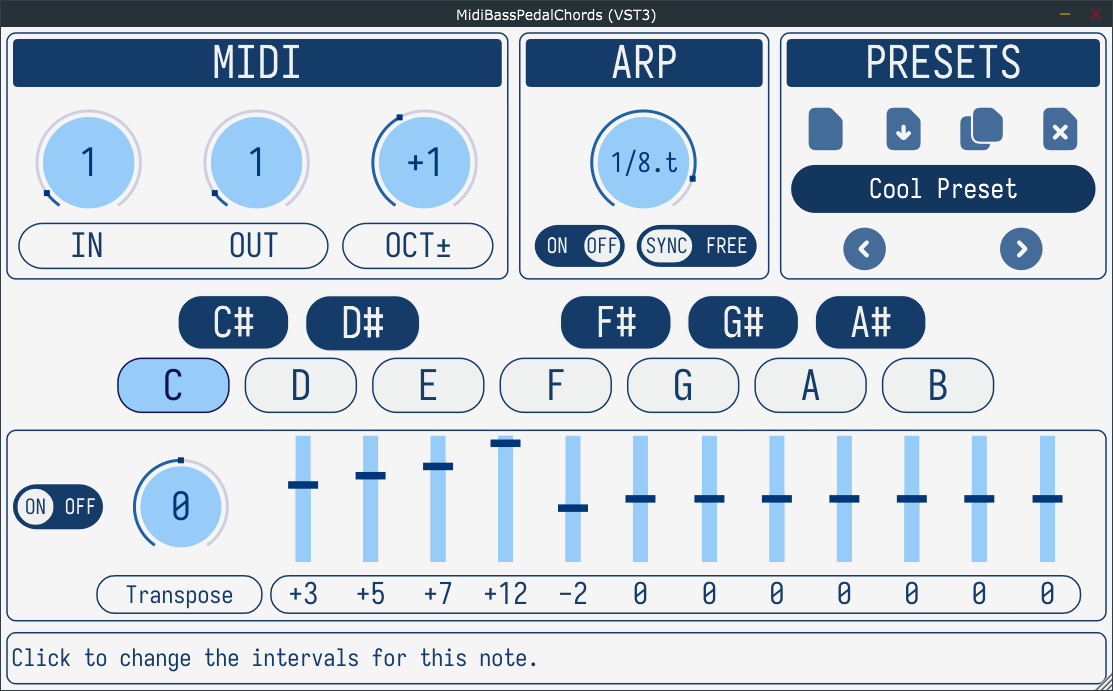 MidiBassPedalChords (VST3)
MIDI
ARP
PRESETS
1
1
+1
1/8.t
Cool Preset
IN
OUT
OCT±
ON OFF
SYNC FREE
C# D# F# G# A#
C D E F G A B
ON OFF
0
Transpose
+3 +5 +7 +12 -2 0 0 0 0 0 0 0
Click to change the intervals for this note.